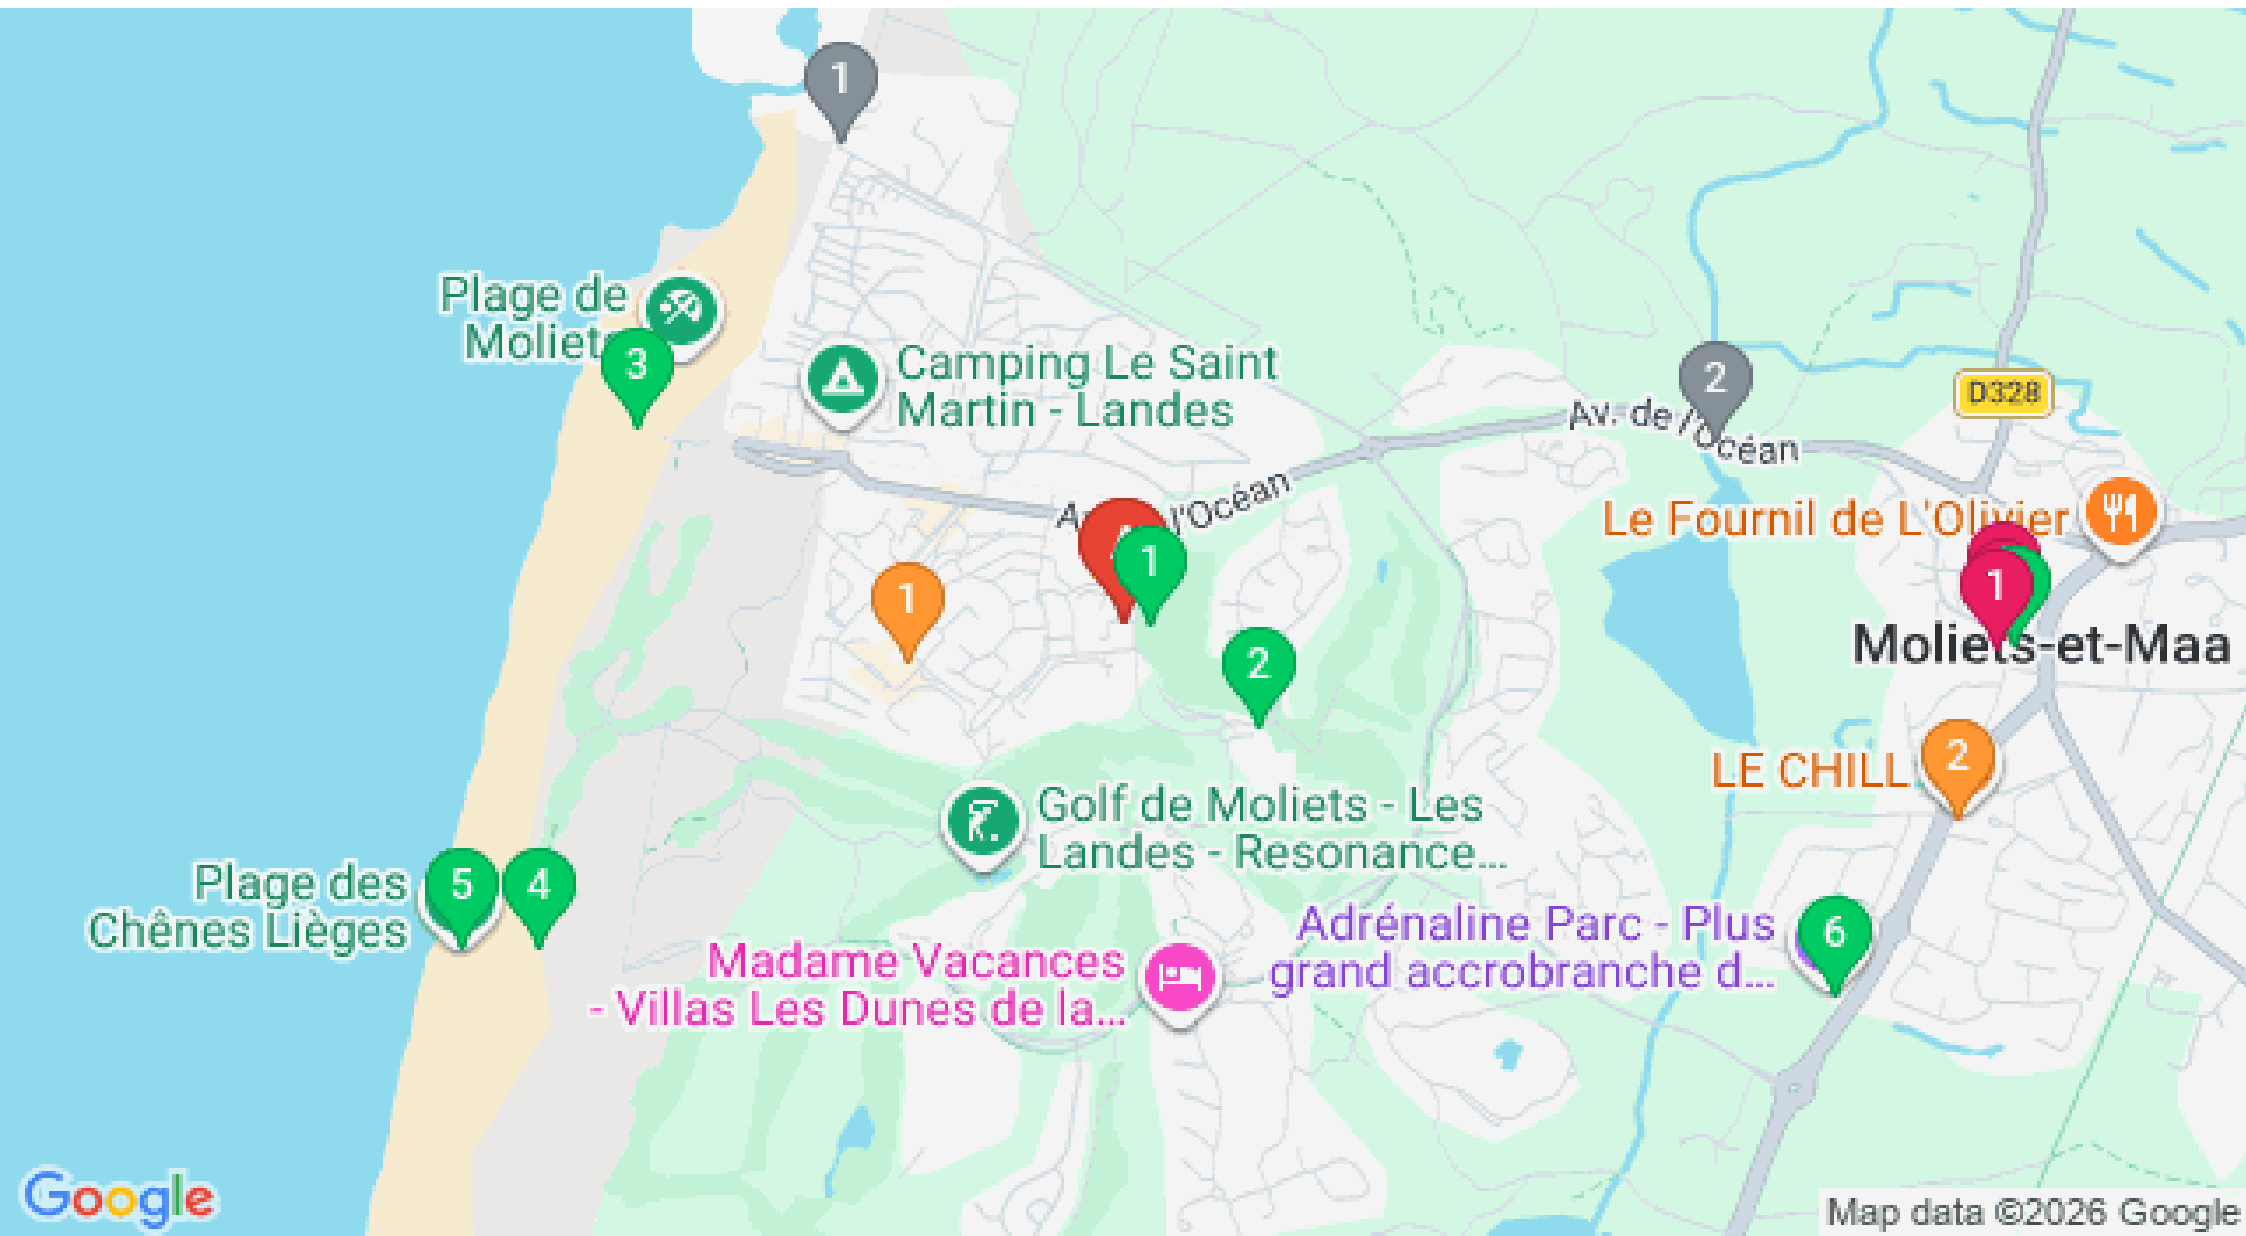 1
Plage de
Moliets
3
Camping Le Saint
Martin - Landes
2
D328
Av. de l'Océan
Le Fournil de L'Olivier
l'Océan
1
1
1
2
Moliets-et-Maa
LE CHILL
2
Golf de Moliets - Les
Landes - Resonance...
Plage des
Chênes Lièges
5
4
Adrénaline Parc - Plus
grand accrobranche d...
6
Madame Vacances
- Villas Les Dunes de la...
Google
Map data ©2026 Google